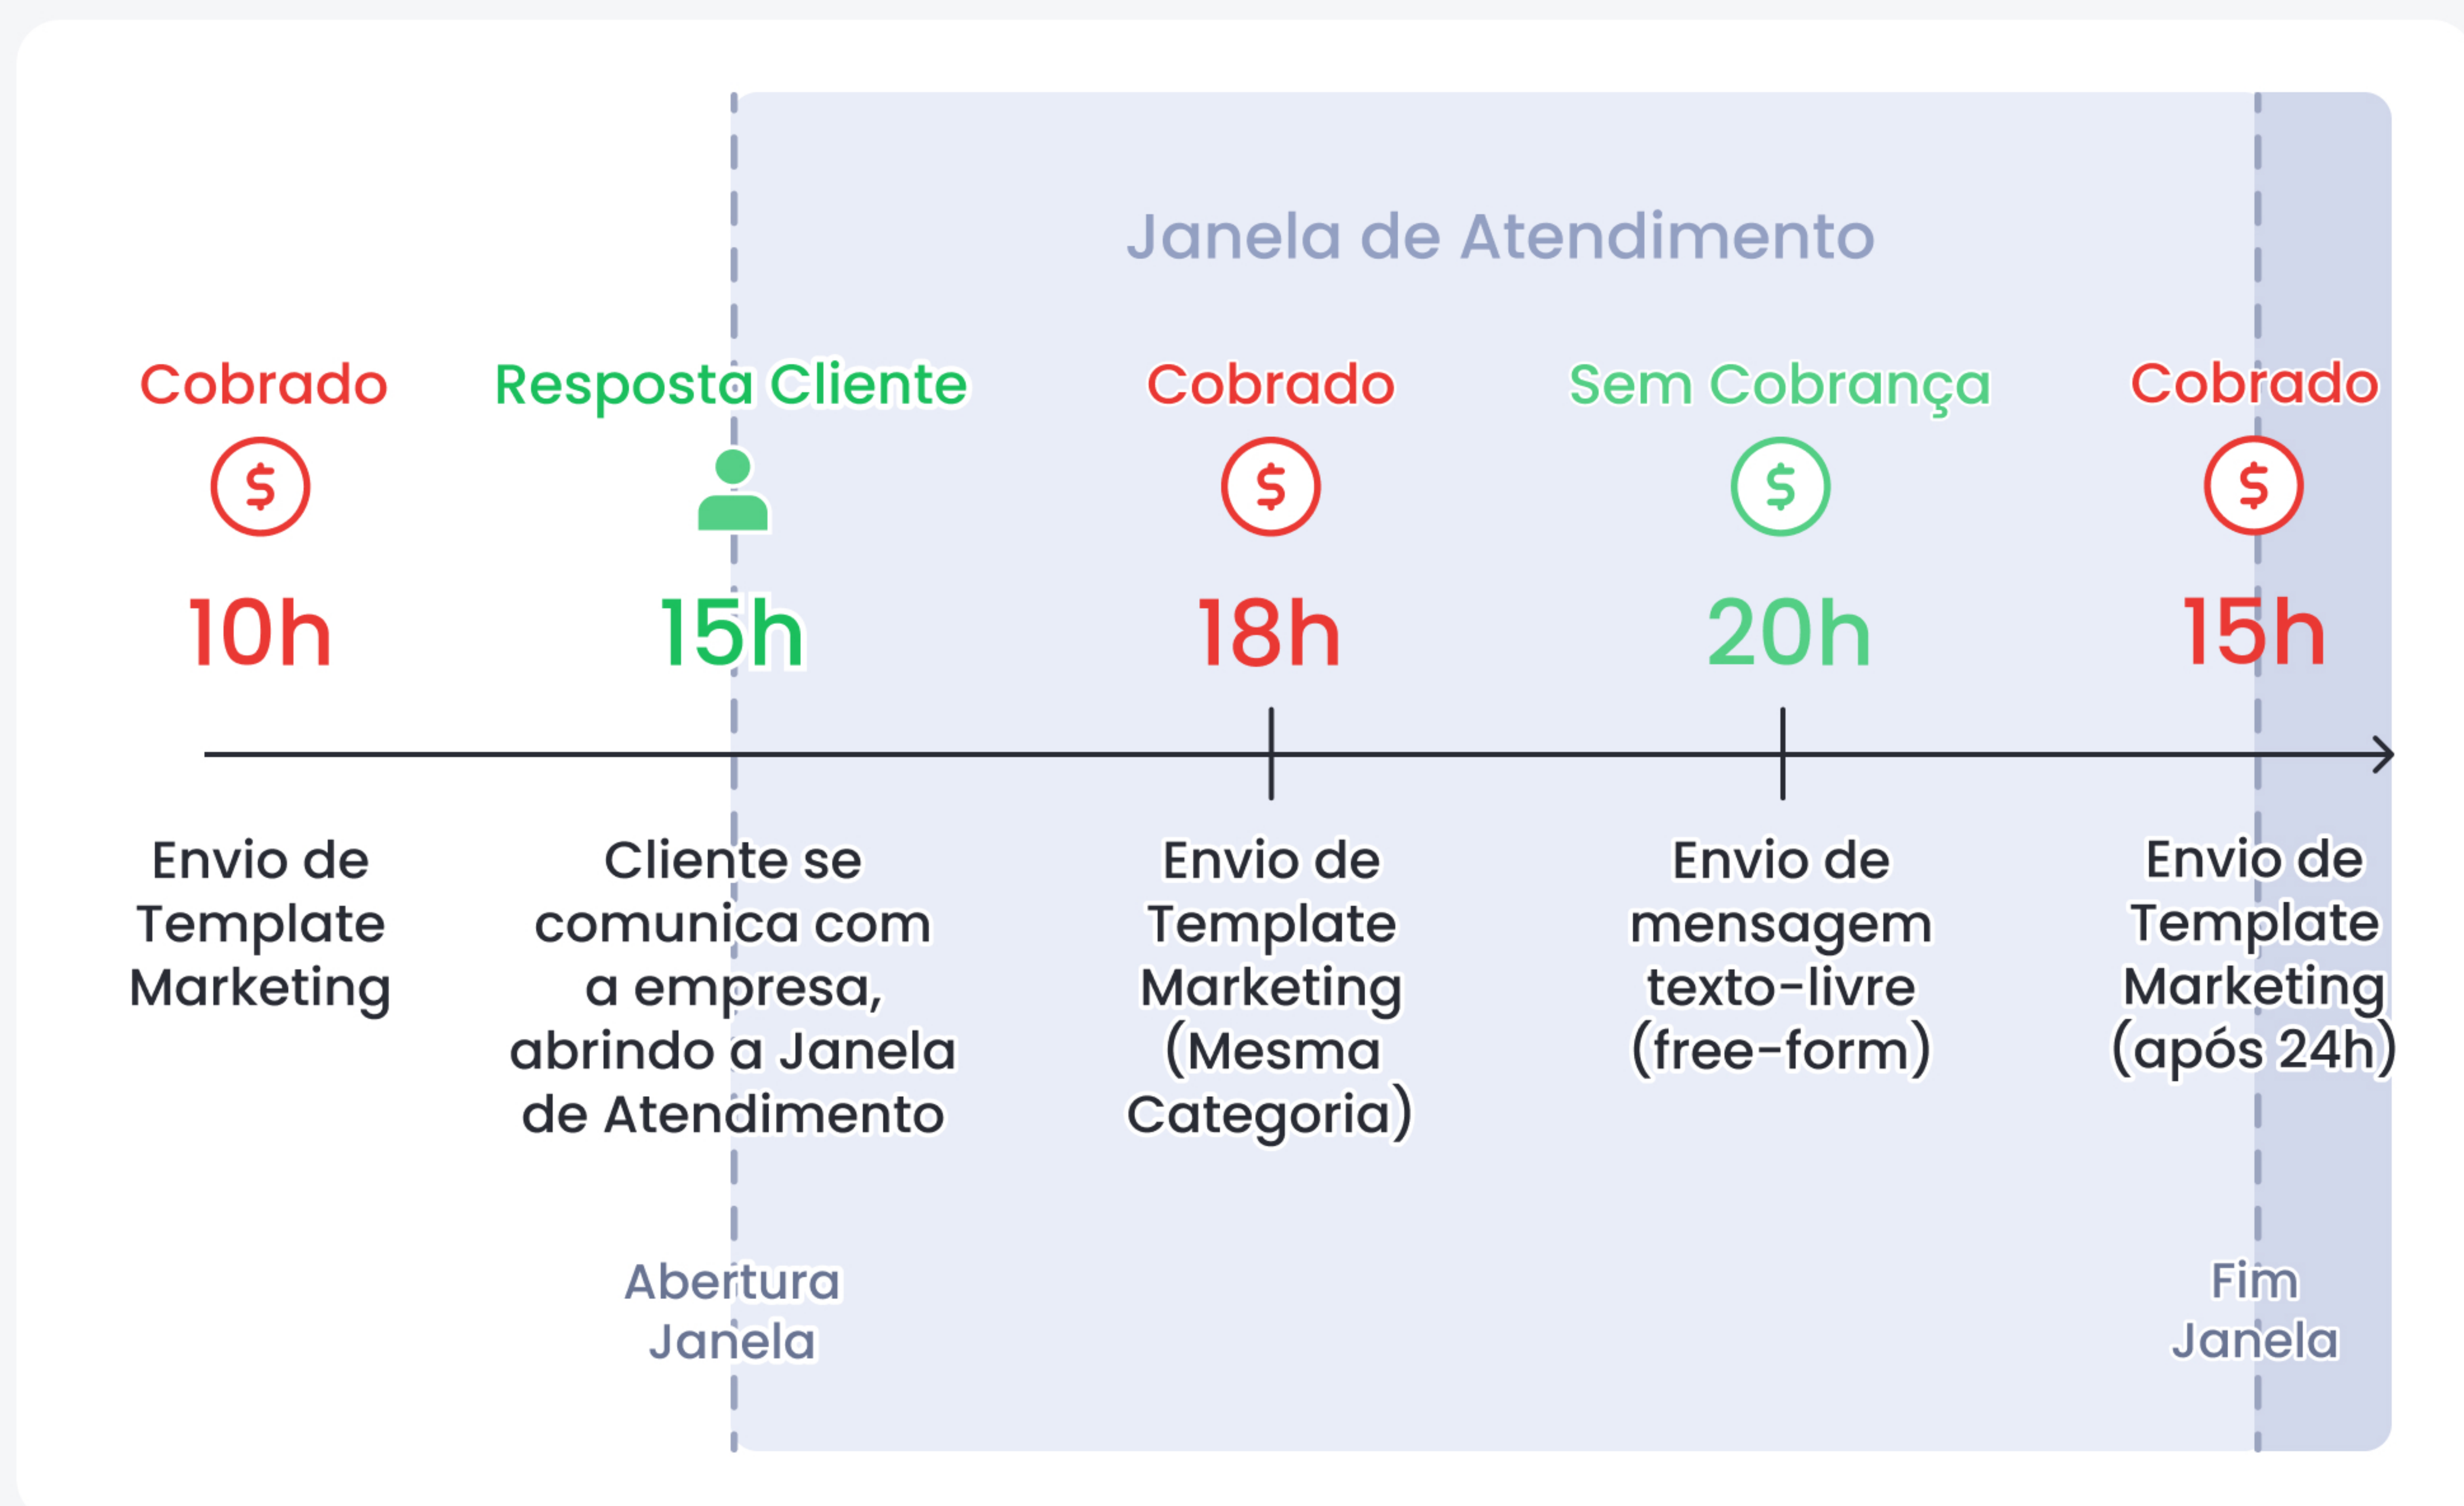 Janela de Atendimento
Cobrado
Resposta Cliente
Cobrado
Sem Cobrança
Cobrado
$
$
$
$
10h
15h
18h
20h
15h
Envio de
Template
Marketing
Cliente se
comunica com
a empresa,
abrindo a Janela
de Atendimento
Envio de
Template
Marketing
(Mesma
Categoria)
Envio de
mensagem
texto-livre
(free-form)
Envio de
Template
Marketing
(após 24h)
Abertura
Janela
Fim
Janela